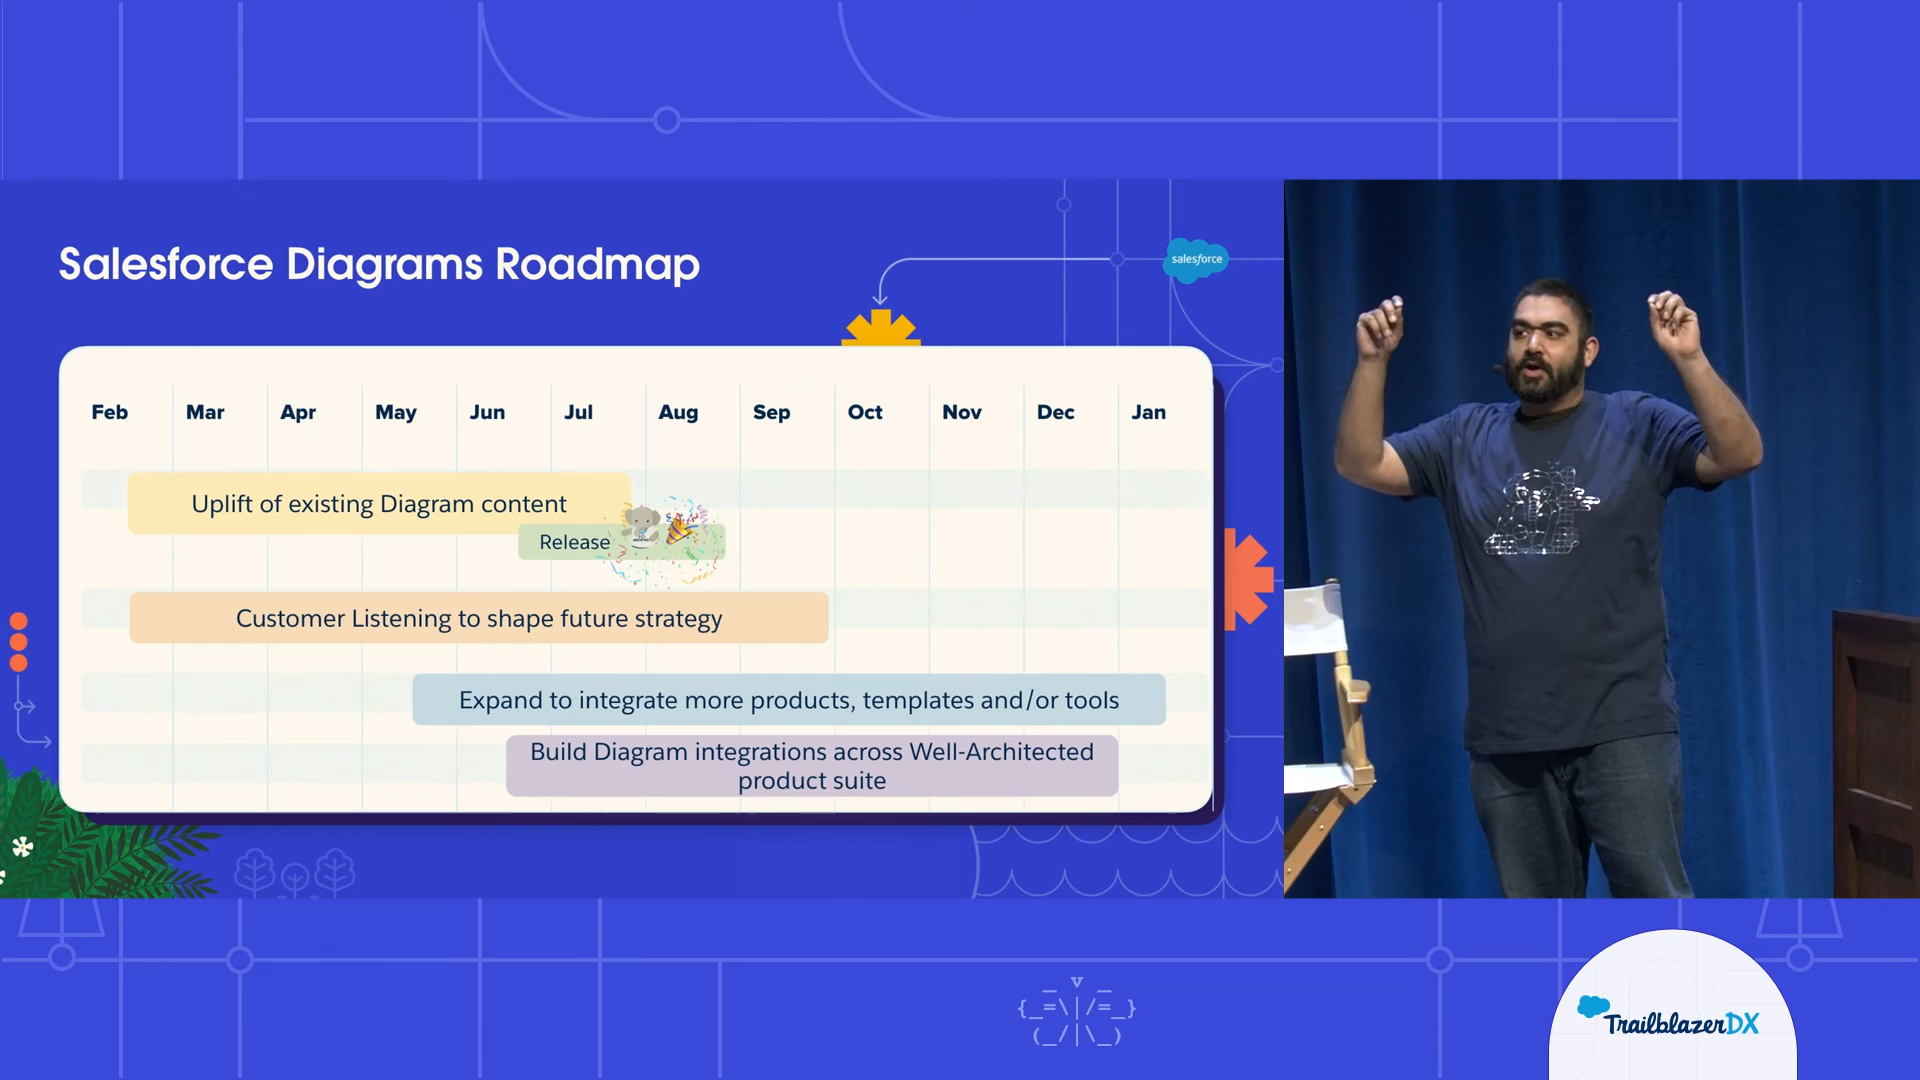 Salesforce Diagrams Roadmap
salesforce
Feb Mar Apr May Jun Jul Aug Sep Oct Nov Dec Jan
Uplift of existing Diagram content
Release
Customer Listening to shape future strategy
Expand to integrate more products, templates and/or tools
Build Diagram integrations across Well-Architected
product suite
TrailblazerDX